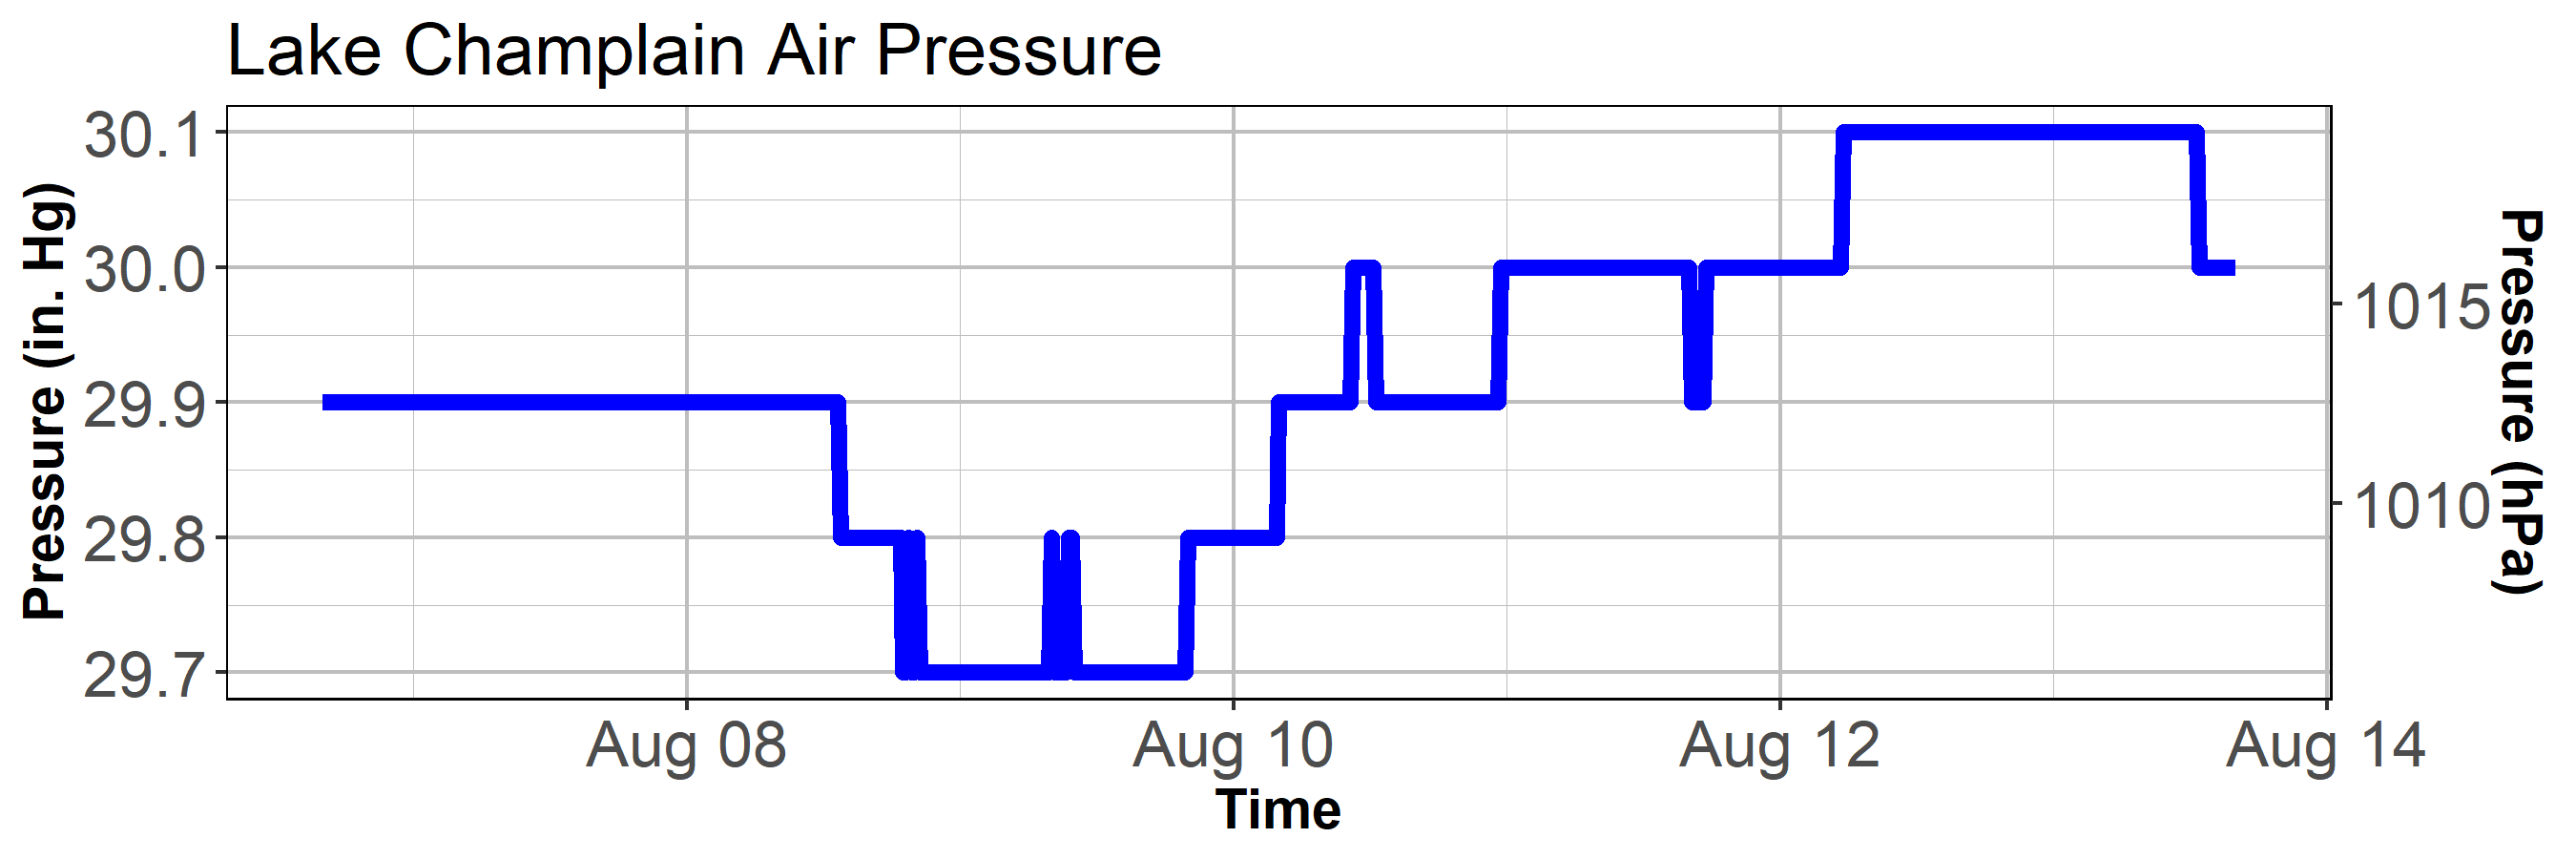 Lake Champlain Air Pressure
Pressure (in. Hg)
30.1
30.0
29.9
29.8
29.7
1015
1010
Pressure (hPa)
Aug 08
Aug 10
Aug 12
Aug 14
Time